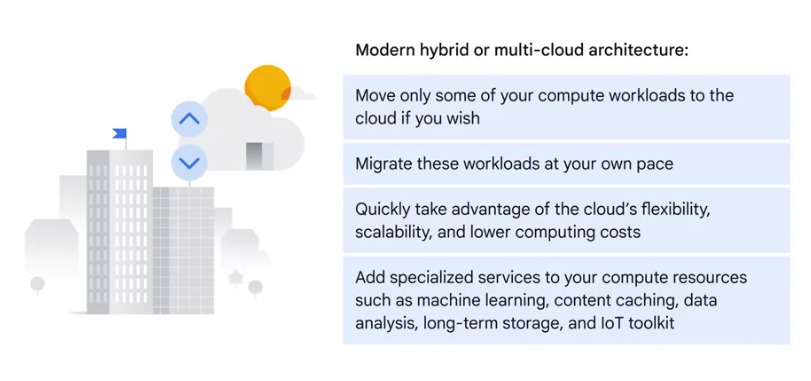 Modern hybrid or multi-cloud architecture:
Move only some of your compute workloads to the
cloud if you wish
Migrate these workloads at your own pace
Quickly take advantage of the cloud’s flexibility,
scalability, and lower computing costs
Add specialized services to your compute resources
such as machine learning, content caching, data
analysis, long-term storage, and IoT toolkit